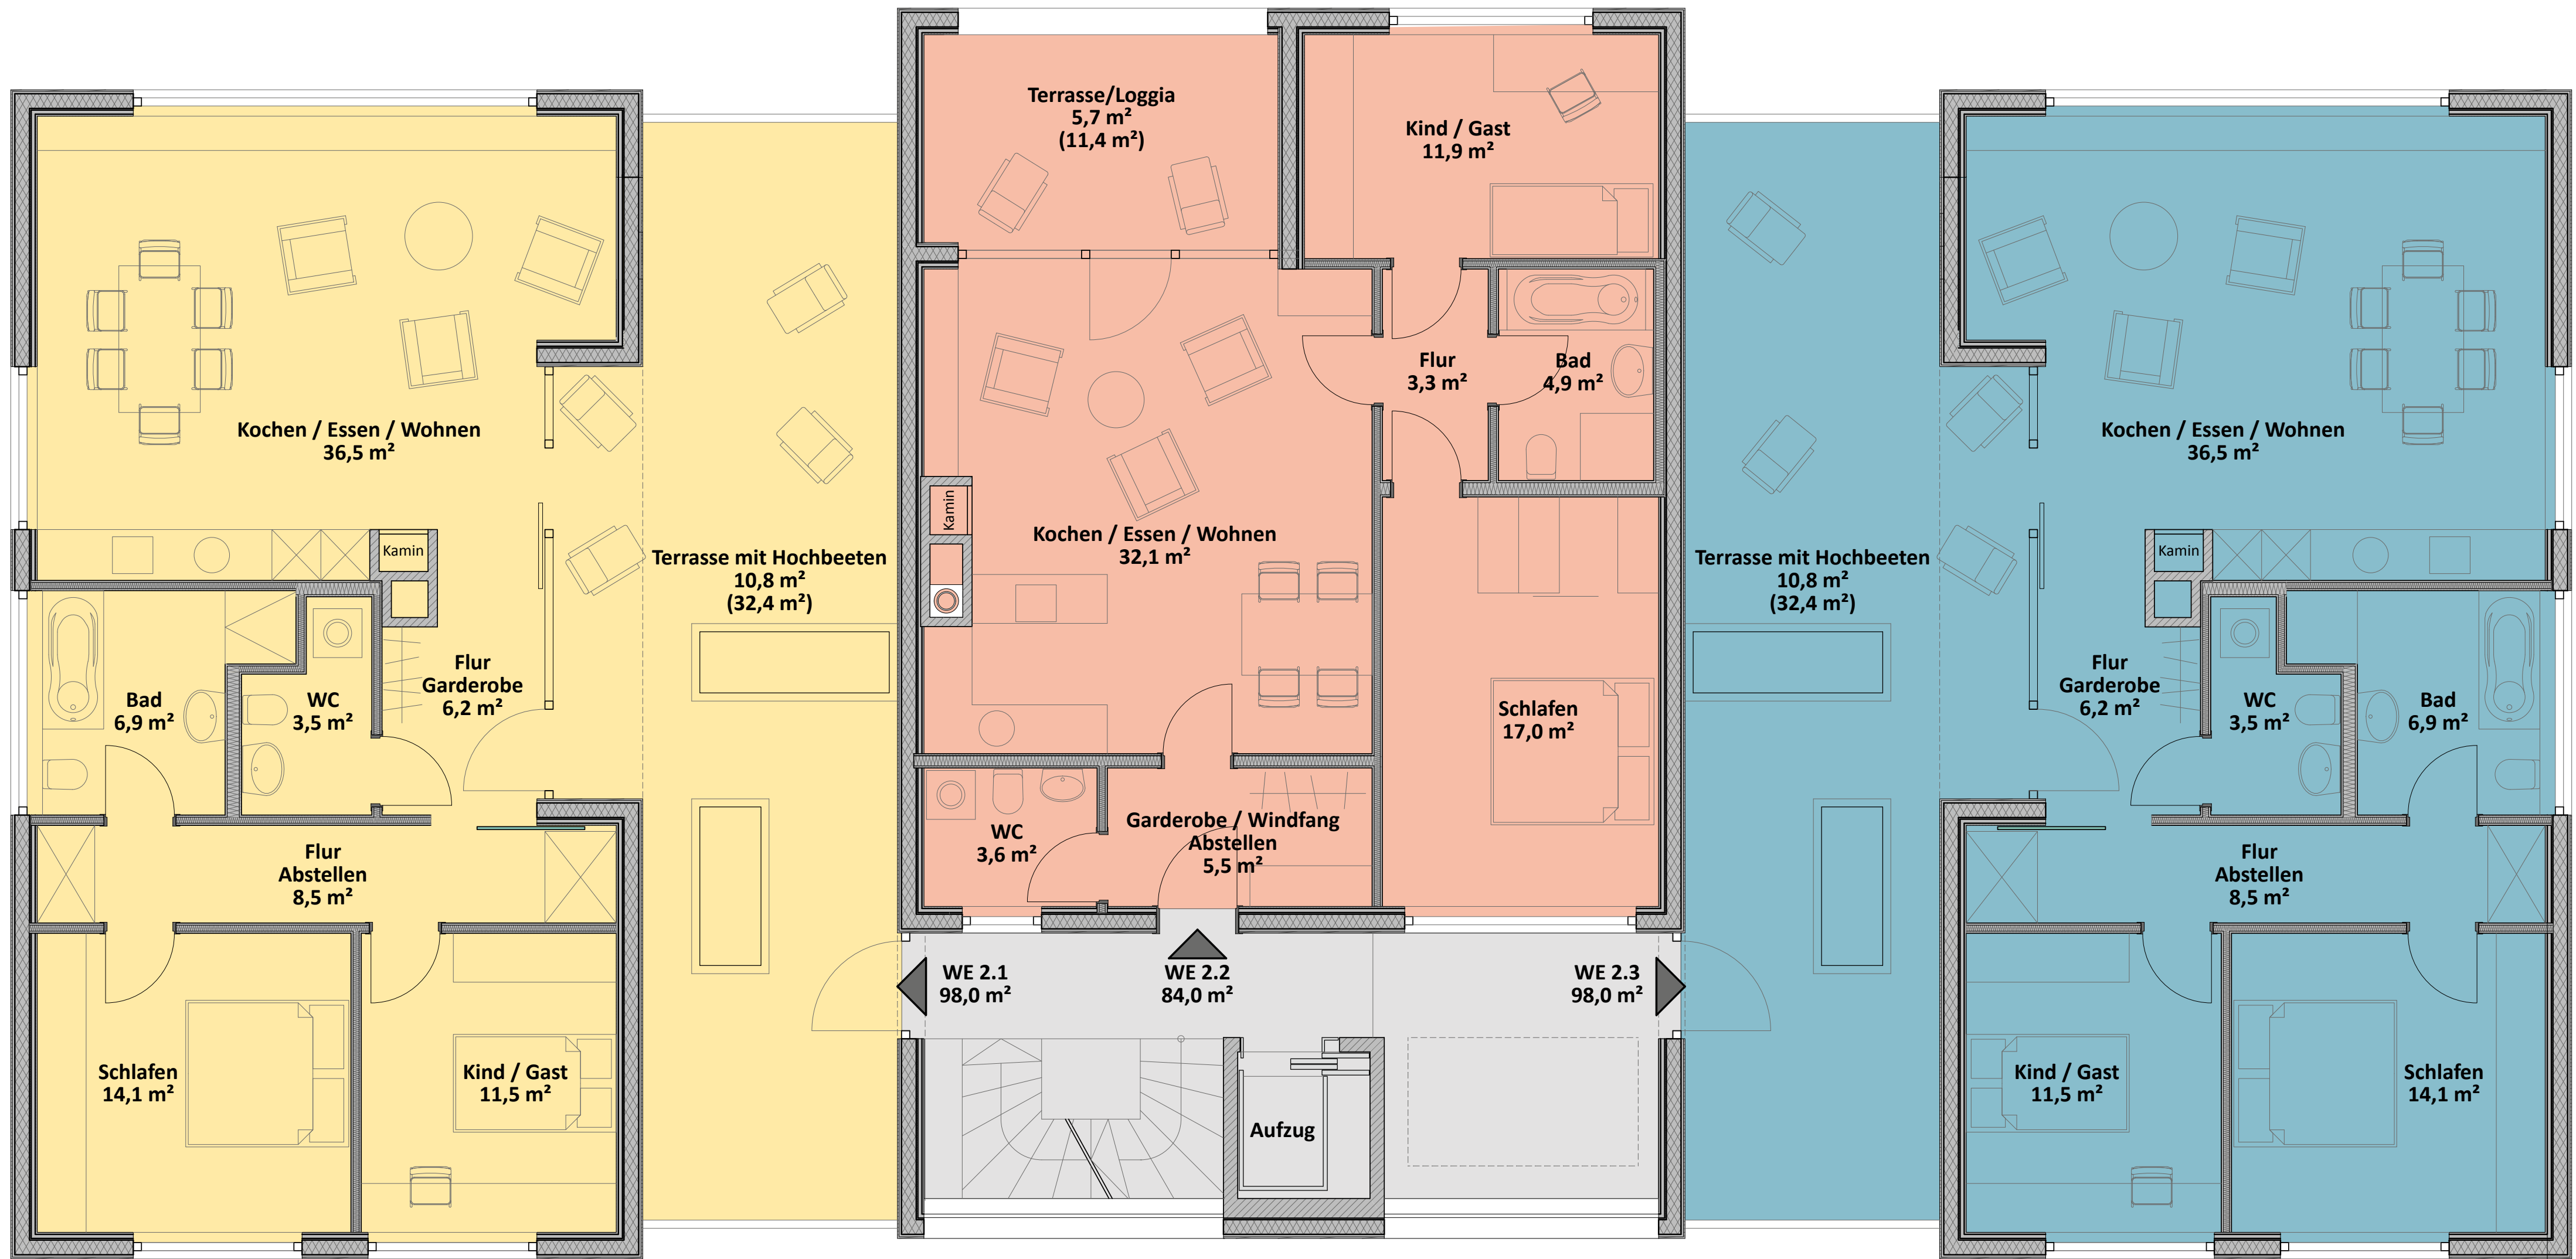 Kochen / Essen / Wohnen
36,5 m²
Kamin
Bad
6,9 m²
WC
3,5 m²
Flur
Garderobe
6,2 m²
Flur
Abstellen
8,5 m²
Schlafen
14,1 m²
Kind / Gast
11,5 m²
Terrasse mit Hochbeeten
10,8 m²
(32,4 m²)
Terrasse/Loggia
5,7 m²
(11,4 m²)
Kind / Gast
11,9 m²
Flur
3,3 m²
Bad
4,9 m²
Kamin
Kochen / Essen / Wohnen
32,1 m²
Schlafen
17,0 m²
WC
3,6 m²
Garderobe / Windfang
Abstellen
5,5 m²
WE 2.1
98,0 m²
WE 2.2
84,0 m²
WE 2.3
98,0 m²
Aufzug
Terrasse mit Hochbeeten
10,8 m²
(32,4 m²)
Kochen / Essen / Wohnen
36,5 m²
Kamin
Flur
Garderobe
6,2 m²
WC
3,5 m²
Bad
6,9 m²
Flur
Abstellen
8,5 m²
Kind / Gast
11,5 m²
Schlafen
14,1 m²